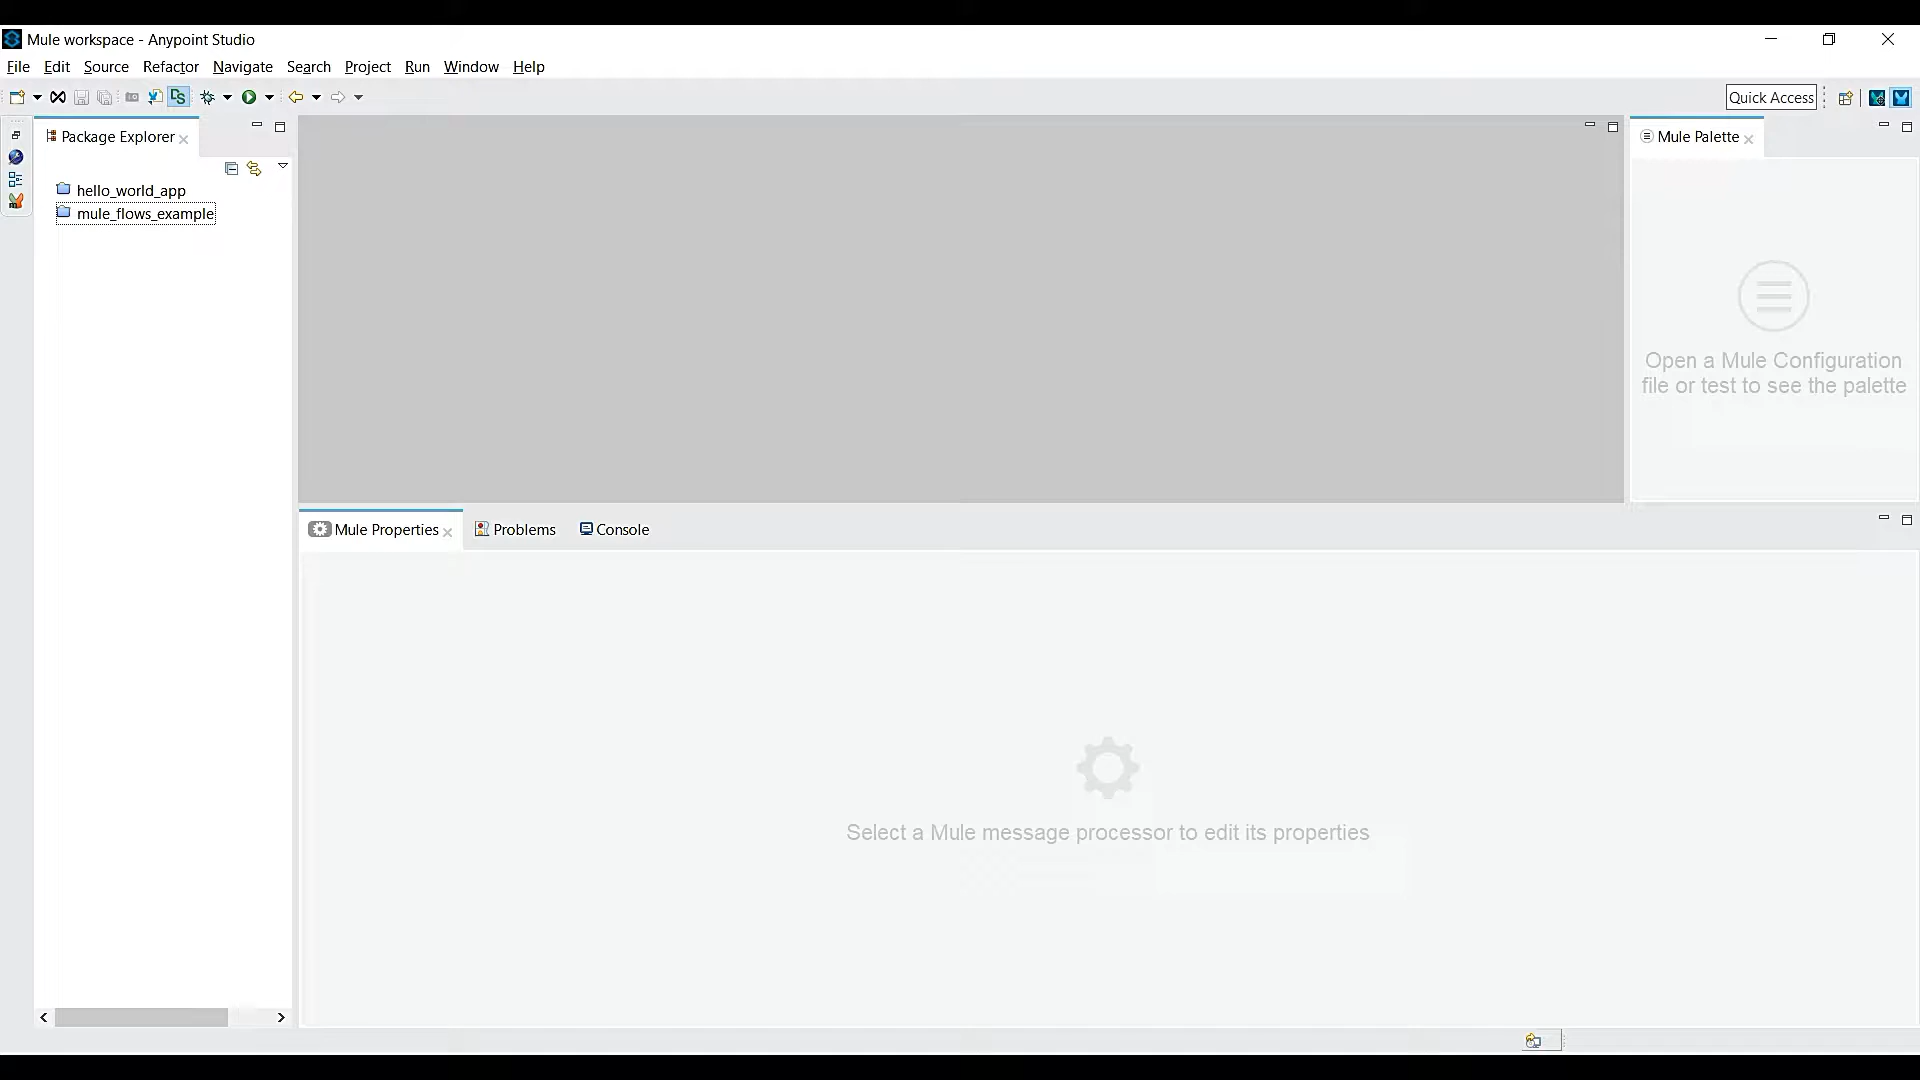 Mule workspace - Anypoint Studio
File Edit Source Refactor Navigate Search Project Run Window Help
Quick Access
Package Explorer
Mule Palette
hello_world_app
mule_flows_example
Open a Mule Configuration
file or test to see the palette
Mule Properties Problems Console
Select a Mule message processor to edit its properties